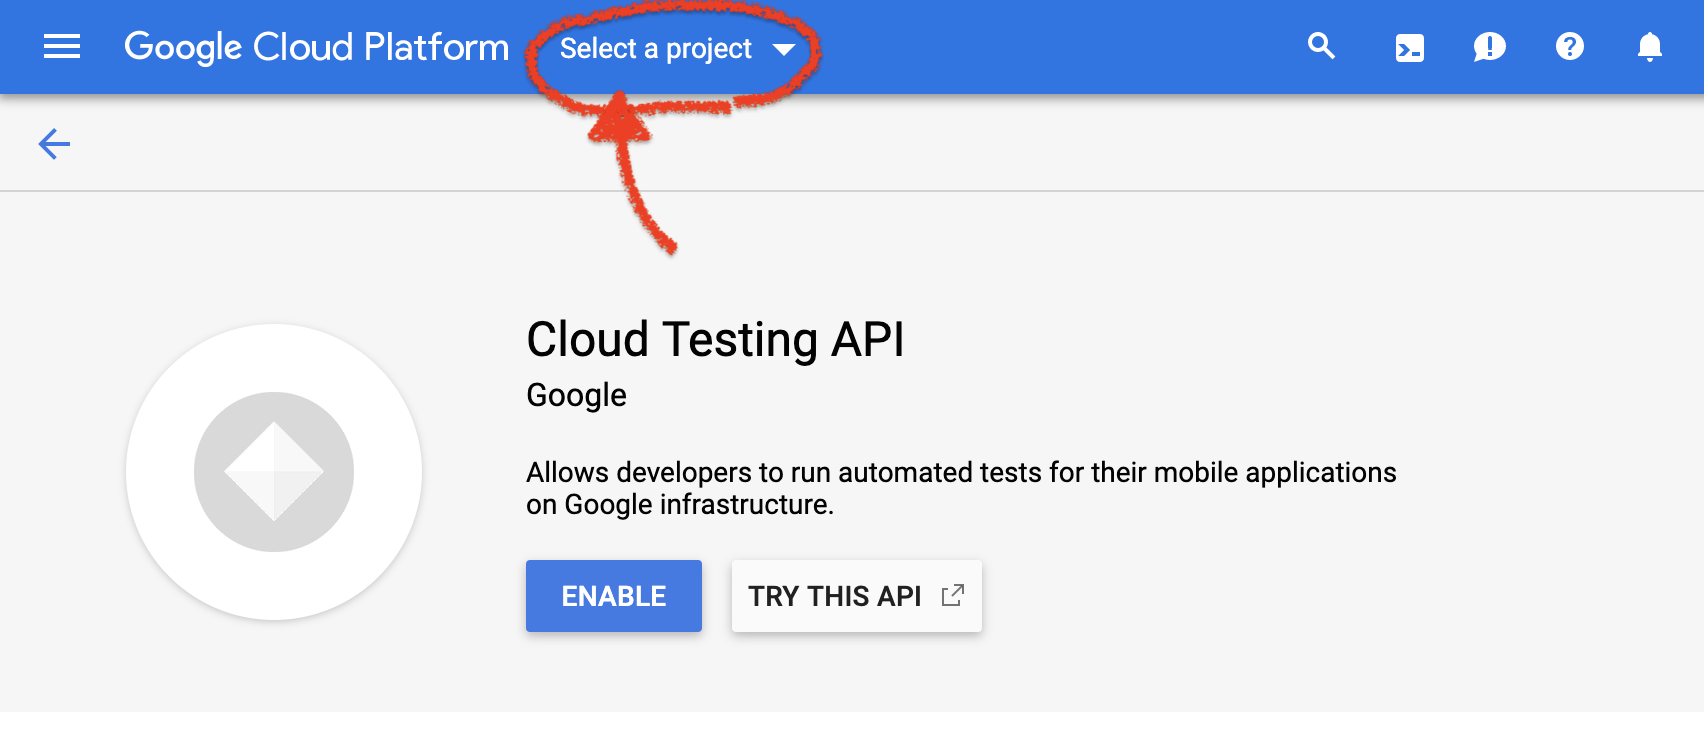 Google Cloud Platform
Select a project
Cloud Testing API
Google
Allows developers to run automated tests for their mobile applications
on Google infrastructure.
ENABLE
TRY THIS API